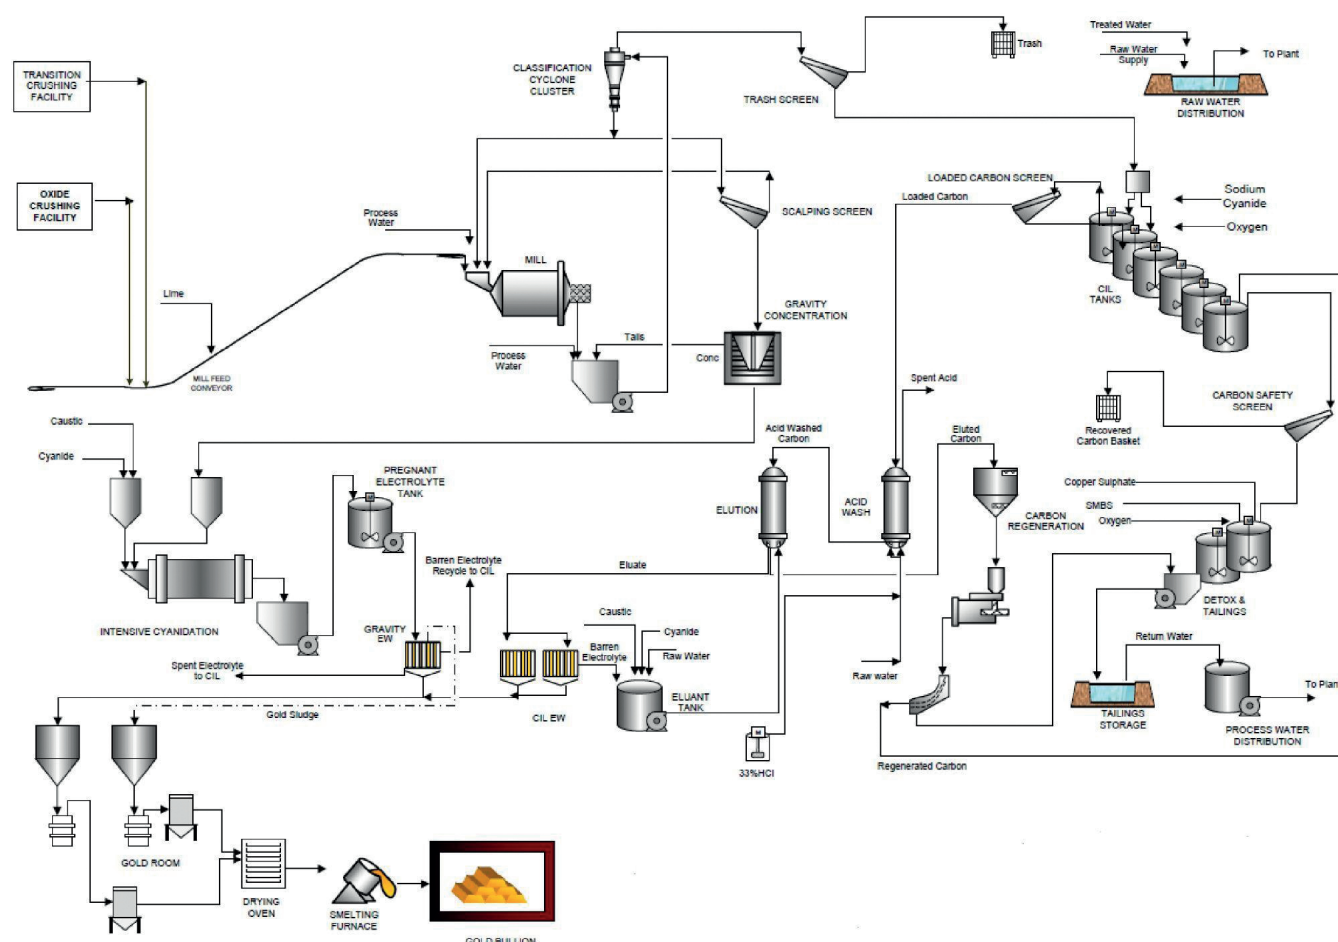 Treated Water
Raw Water
Supply
To Plant
RAW WATER
DISTRIBUTION
Trash
TRASH SCREEN
CLASSIFICATION
CYCLONE
CLUSTER
TRANSITION
CRUSHING
FACILITY
OXIDE
CRUSHING
FACILITY
LOADED CARBON SCREEN
Loaded Carbon
Sodium
Cyanide
Oxygen
M
M
M
M
M
M
CIL
TANKS
SCALPING SCREEN
Process
Water
MILL
Lime
MILL FEED
CONVEYOR
GRAVITY
CONCENTRATION
Tails
Conc
Process
Water
Spent Acid
CARBON SAFETY
SCREEN
Recovered
Carbon Basket
Caustic
Cyanide
PREGNANT
ELECTROLYTE
TANK
M
Acid Washed
Carbon
Eluted
Carbon
ELUTION
ACID
WASH
CARBON
REGENERATION
Copper Sulphate
SMBS
Oxygen
M
M
DETOX &
TAILINGS
Barren Electrolyte
Recycle to CIL
Eluate
INTENSIVE CYANIDATION
GRAVITY
EW
Caustic
Cyanide
Raw Water
Barren
Electrolyte
Spent Electrolyte
to CIL
ELUANT
TANK
Raw water
Return Water
To Plant
TAILINGS
STORAGE
PROCESS WATER
DISTRIBUTION
Gold Sludge
CIL EW
M
33%HCl
Regenerated Carbon
GOLD ROOM
DRYING
OVEN
SMELTING
FURNACE
GOLD BULLION